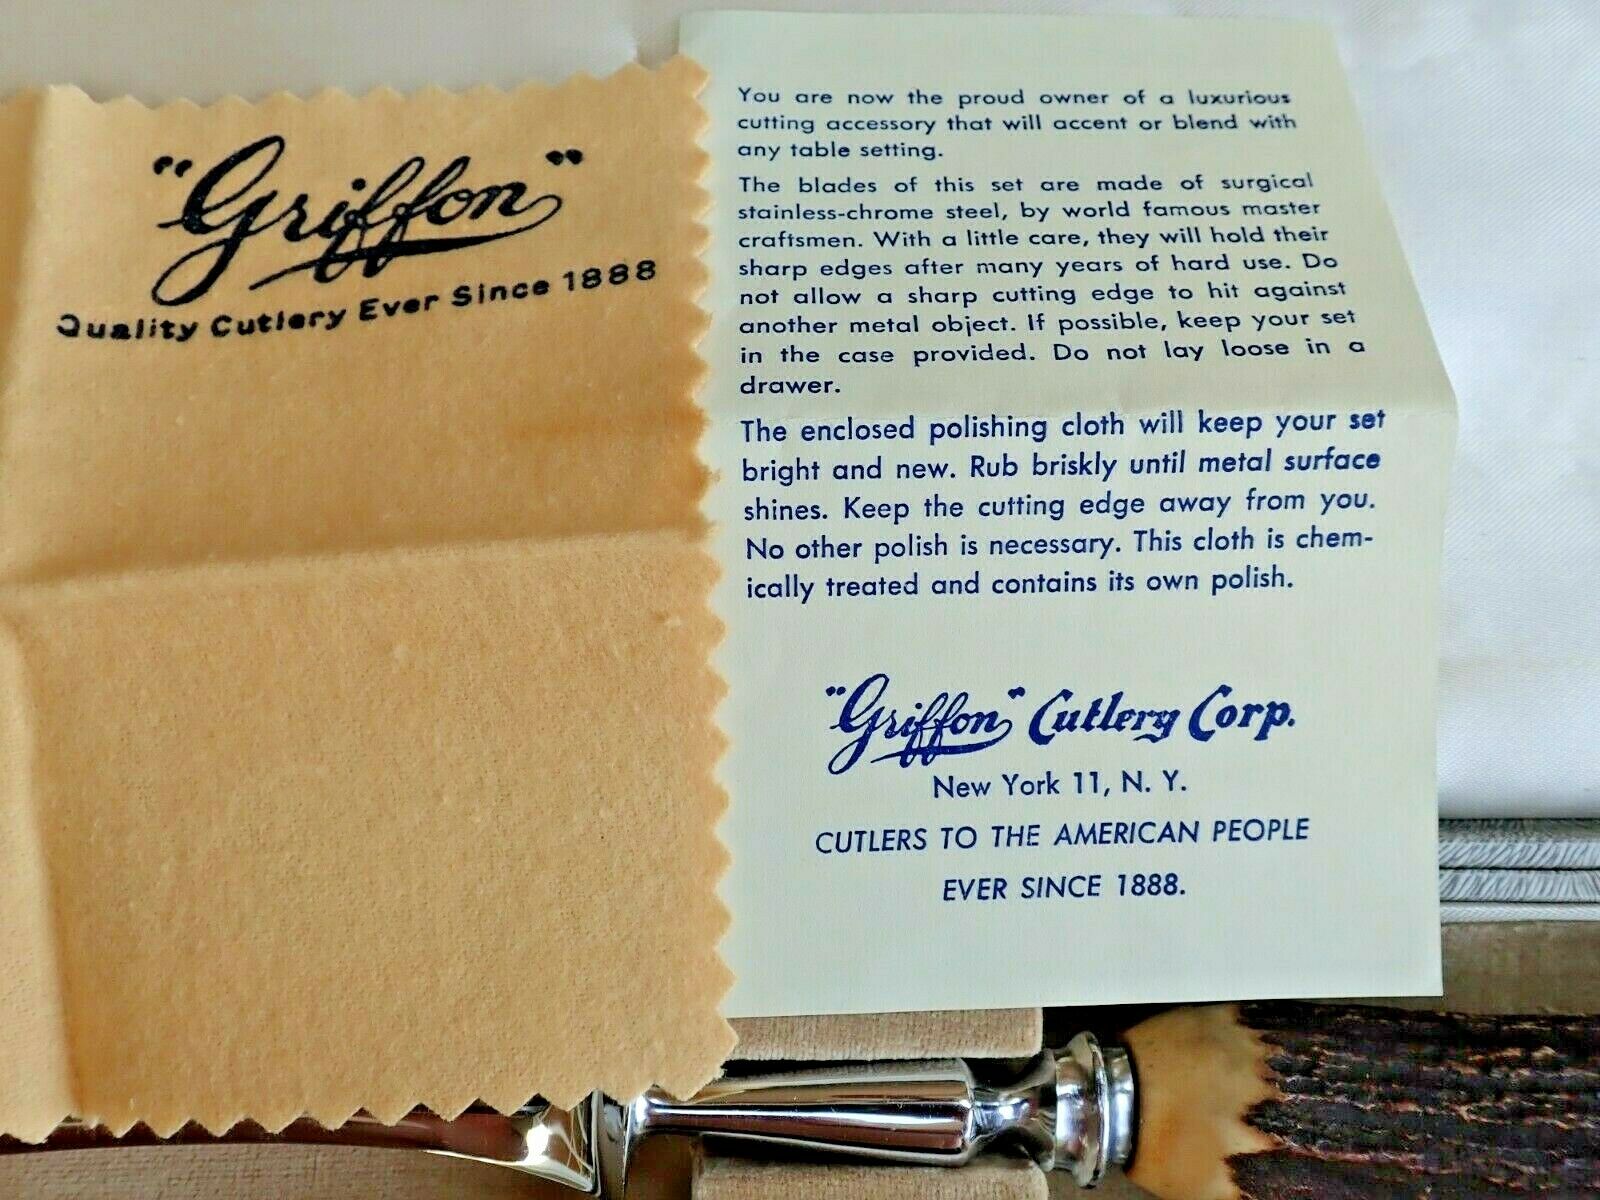 "Griffon"
Quality Cutlery Ever Since 1888
You are now the proud owner of a luxurious
cutting accessory that will accent or blend with
any table setting.
The blades of this set are made of surgical
stainless-chrome steel, by world famous master
craftsmen. With a little care, they will hold their
sharp edges after many years of hard use. Do
not allow a sharp cutting edge to hit against
another metal object. If possible, keep your set
in the case provided. Do not lay loose in a
drawer.
The enclosed polishing cloth will keep your set
bright and new. Rub briskly until metal surface
shines. Keep the cutting edge away from you.
No other polish is necessary. This cloth is chem-
ically treated and contains its own polish.
"Griffon" Cutlery Corp.
New York 11, N. Y.
CUTLERS TO THE AMERICAN PEOPLE
EVER SINCE 1888.